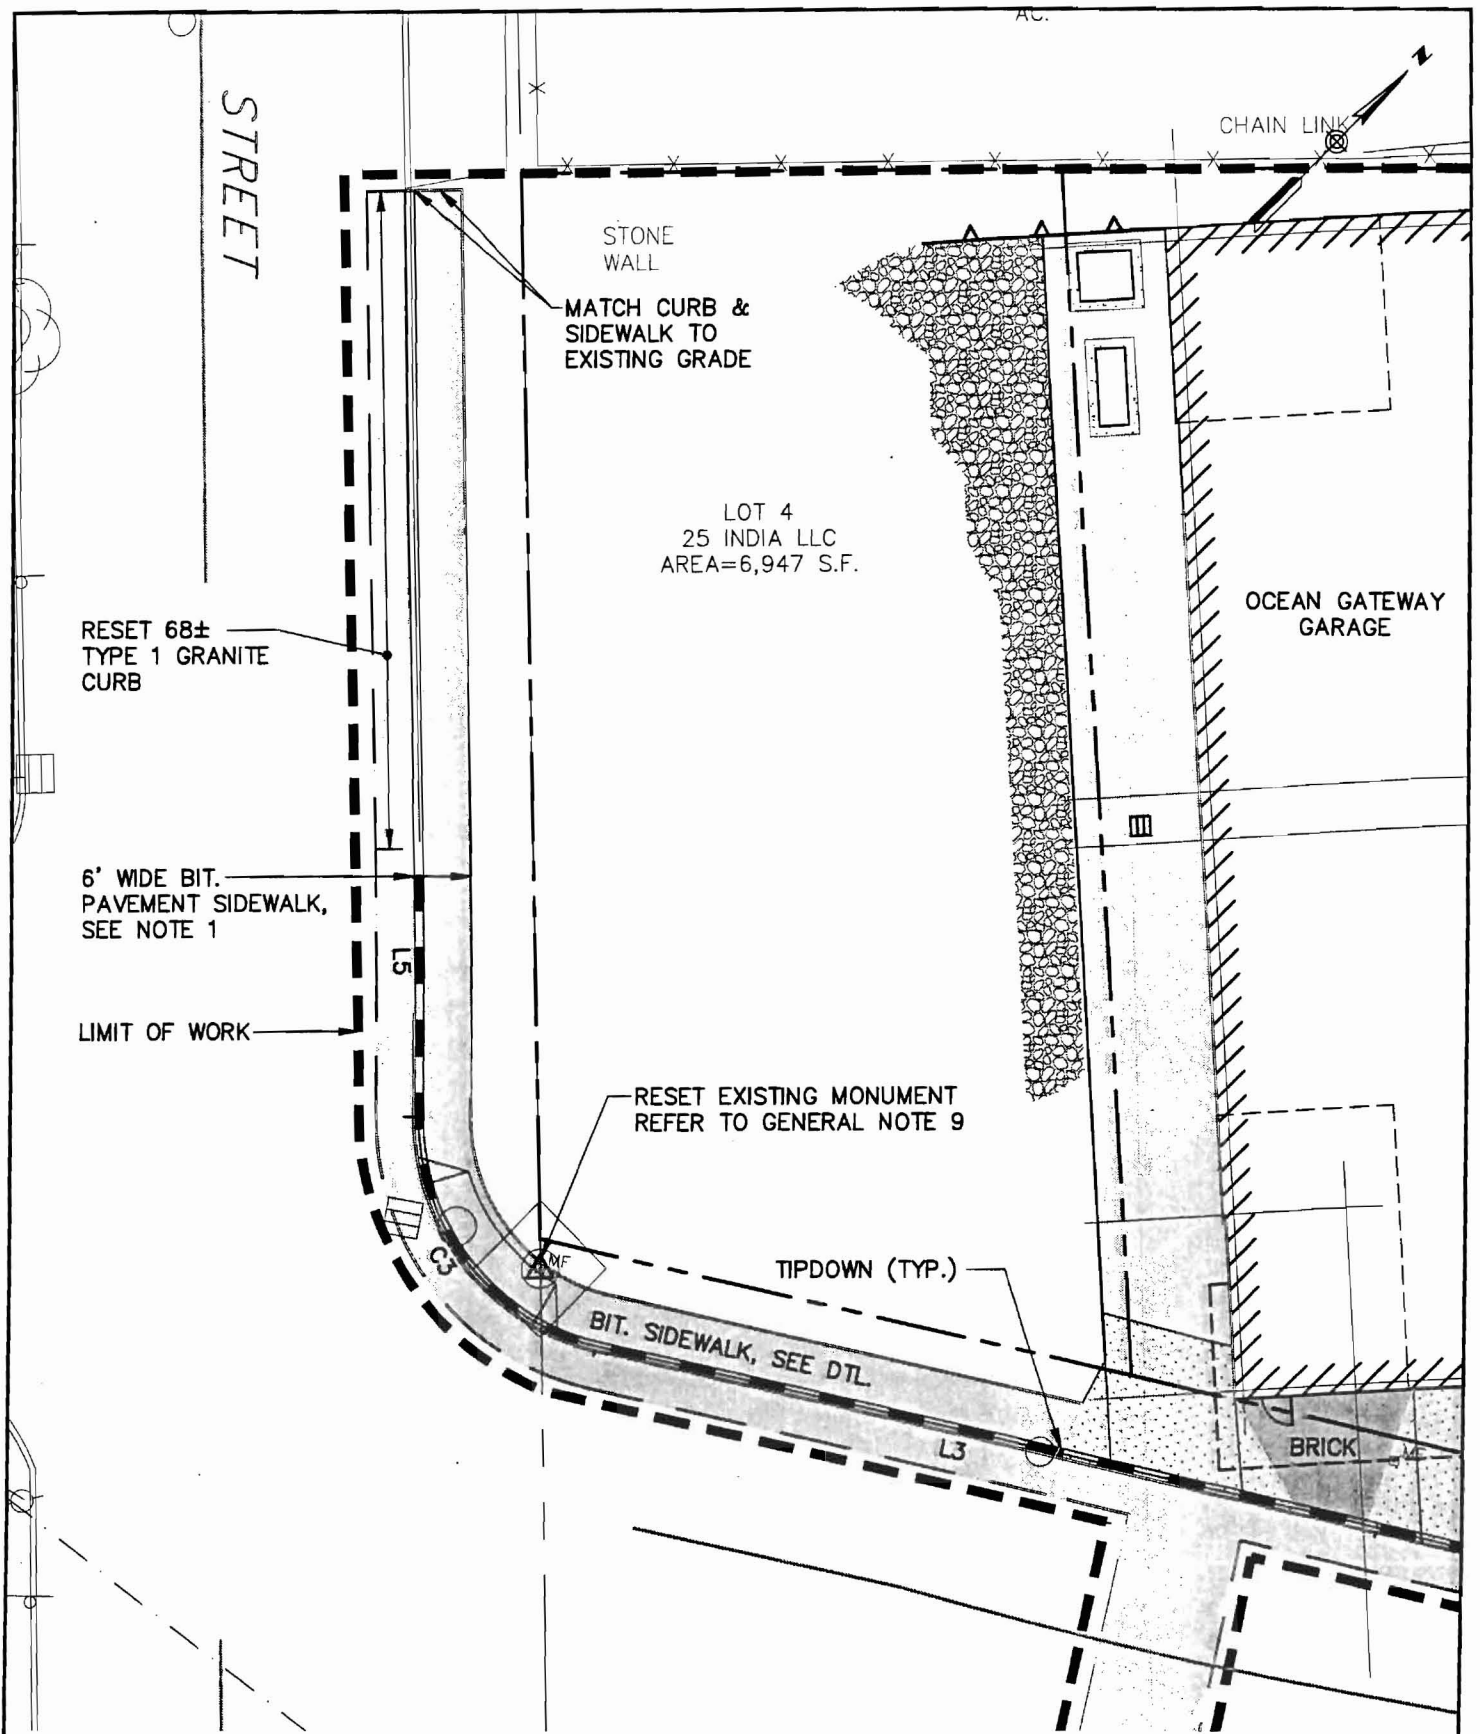 AC.
N
CHAIN LINK
STREET
STONE
WALL
MATCH CURB &
SIDEWALK TO
EXISTING GRADE
LOT 4
25 INDIA LLC
AREA=6,947 S.F.
OCEAN GATEWAY
GARAGE
RESET 68±
TYPE 1 GRANITE
CURB
6' WIDE BIT.
PAVEMENT SIDEWALK,
SEE NOTE 1
L5
LIMIT OF WORK
RESET EXISTING MONUMENT
REFER TO GENERAL NOTE 9
C3
MF
TIPDOWN (TYP.)
BIT. SIDEWALK, SEE DTL.
L3
BRICK
MF